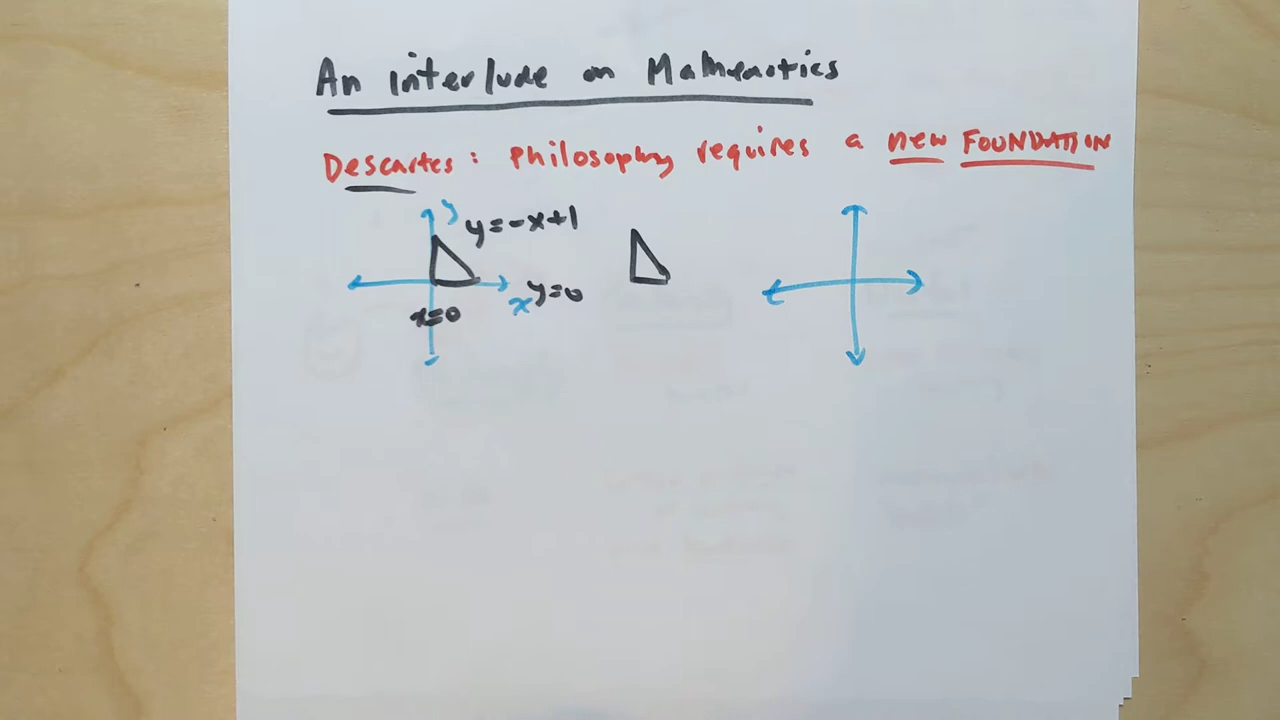 An interlude on Mathematics
Descartes: Philosophy requires a new FOUNDATION
y
y=-x+1
x
y=0
x=0